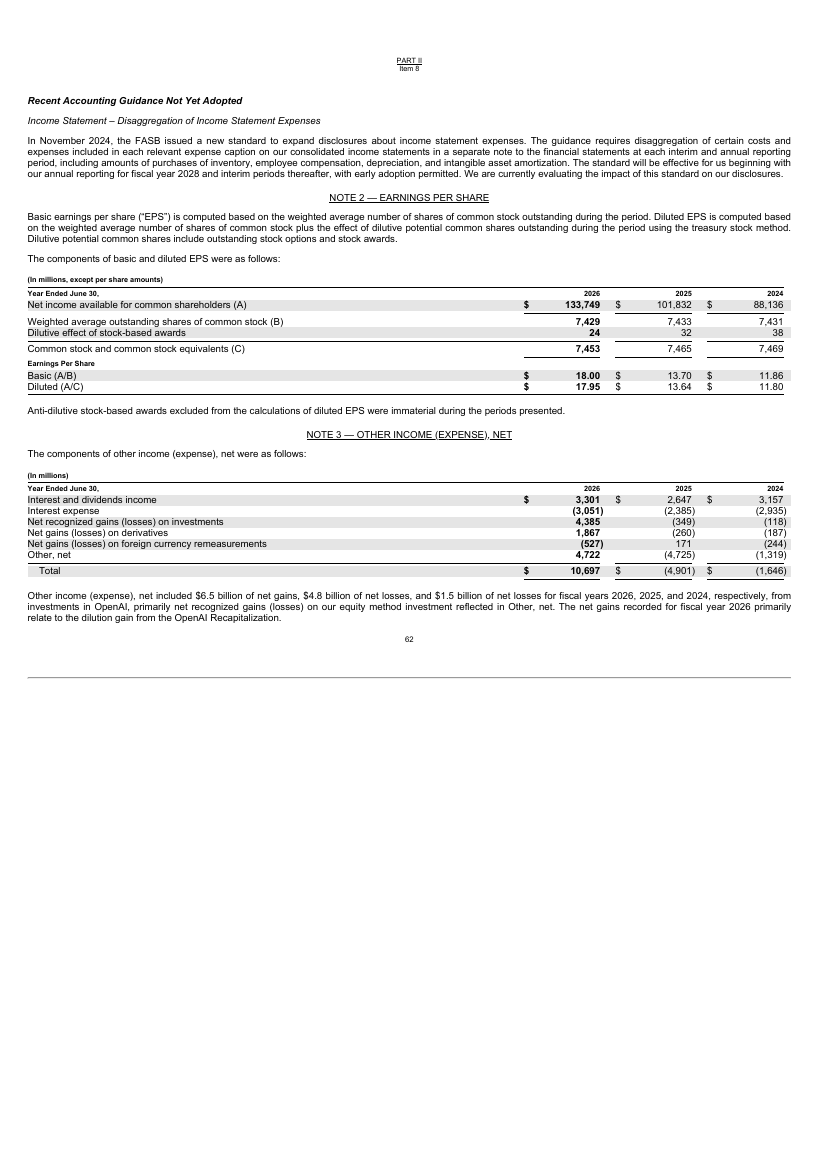 PART II
Item 8
Recent Accounting Guidance Not Yet Adopted
Income Statement – Disaggregation of Income Statement Expenses
In November 2024, the FASB issued a new standard to expand disclosures about income statement expenses. The guidance requires disaggregation of certain costs and
expenses included in each relevant expense caption on our consolidated income statements in a separate note to the financial statements at each interim and annual reporting
period, including amounts of purchases of inventory, employee compensation, depreciation, and intangible asset amortization. The standard will be effective for us beginning with
our annual reporting for fiscal year 2028 and interim periods thereafter, with early adoption permitted. We are currently evaluating the impact of this standard on our disclosures.
NOTE 2 — EARNINGS PER SHARE
Basic earnings per share (“EPS”) is computed based on the weighted average number of shares of common stock outstanding during the period. Diluted EPS is computed based
on the weighted average number of shares of common stock plus the effect of dilutive potential common shares outstanding during the period using the treasury stock method.
Dilutive potential common shares include outstanding stock options and stock awards.
The components of basic and diluted EPS were as follows:
(In millions, except per share amounts)
Year Ended June 30, 2026 2025 2024
Net income available for common shareholders (A) $ 133,749 $ 101,832 $ 88,136
Weighted average outstanding shares of common stock (B) 7,429 7,433 7,431
Dilutive effect of stock-based awards 24 32 38
Common stock and common stock equivalents (C) 7,453 7,465 7,469
Earnings Per Share
Basic (A/B) $ 18.00 $ 13.70 $ 11.86
Diluted (A/C) $ 17.95 $ 13.64 $ 11.80
Anti-dilutive stock-based awards excluded from the calculations of diluted EPS were immaterial during the periods presented.
NOTE 3 — OTHER INCOME (EXPENSE), NET
The components of other income (expense), net were as follows:
(In millions)
Year Ended June 30, 2026 2025 2024
Interest and dividends income $ 3,301 $ 2,647 $ 3,157
Interest expense (3,051) (2,385) (2,935)
Net recognized gains (losses) on investments 4,385 (349) (118)
Net gains (losses) on derivatives 1,867 (260) (187)
Net gains (losses) on foreign currency remeasurements (527) 171 (244)
Other, net 4,722 (4,725) (1,319)
Total $ 10,697 $ (4,901) $ (1,646)
Other income (expense), net included $6.5 billion of net gains, $4.8 billion of net losses, and $1.5 billion of net losses for fiscal years 2026, 2025, and 2024, respectively, from
investments in OpenAI, primarily net recognized gains (losses) on our equity method investment reflected in Other, net. The net gains recorded for fiscal year 2026 primarily
relate to the dilution gain from the OpenAI Recapitalization.
62